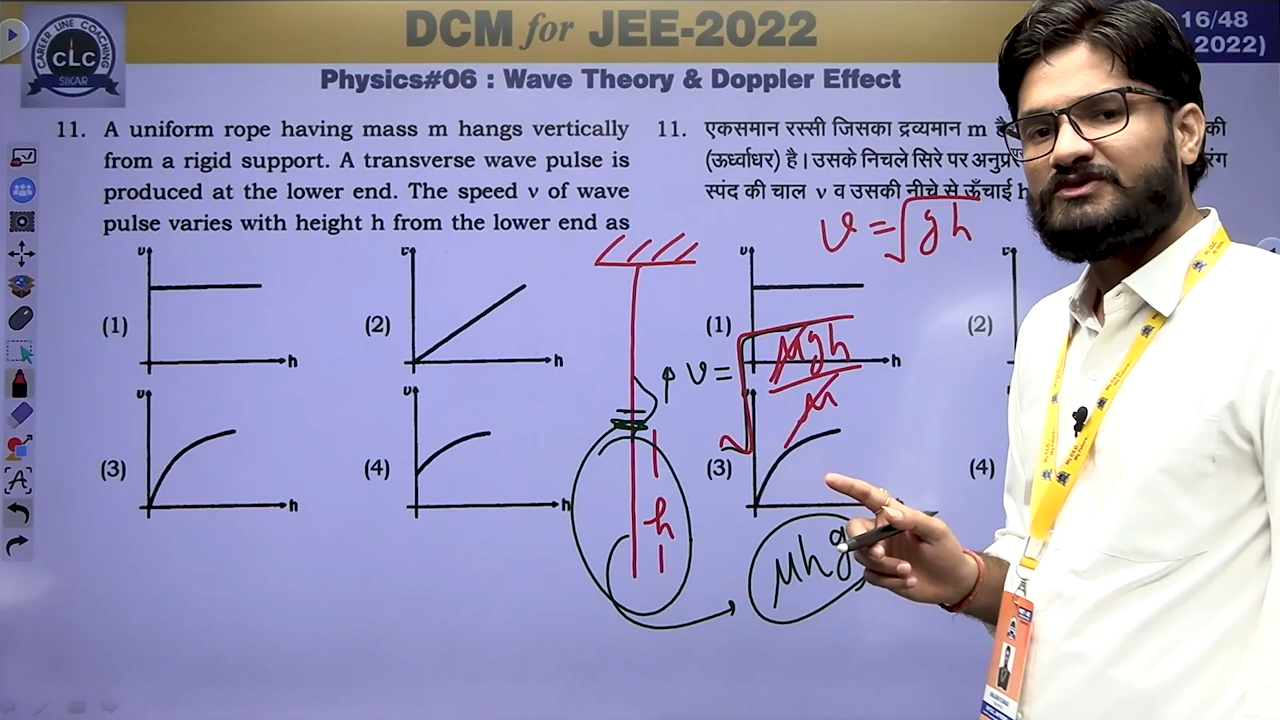 DCM for JEE-2022
16/48
2022)
CAREER LINE COACHING
CLC
SIKAR
Physics#06 : Wave Theory & Doppler Effect
11. A uniform rope having mass m hangs vertically
from a rigid support. A transverse wave pulse is
produced at the lower end. The speed v of wave
pulse varies with height h from the lower end as
(1)
υ
h
(2)
υ
h
(3)
υ
h
(4)
υ
h
11. एकसमान रस्सी जिसका द्रव्यमान m की
(ऊर्ध्वाधर) है। उसके निचले सिरे पर
स्पंद की चाल v व उसकी नीचे से ऊँचाई h
v = √gh
(1)
υ
h
(2)
(3)
υ
(4)
v = √μgh/μ
h
μhg
A